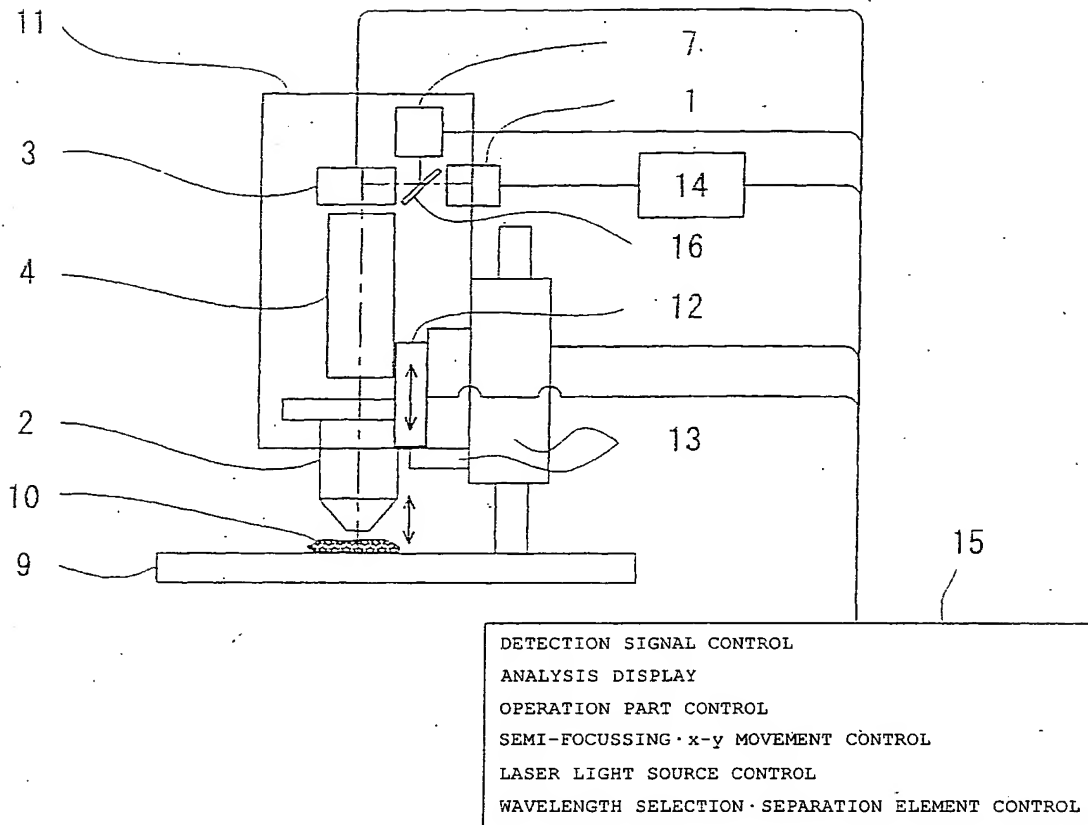 11
7
1
3
14
16
4
12
2
13
10
9
15
DETECTION SIGNAL CONTROL
ANALYSIS DISPLAY
OPERATION PART CONTROL
SEMI-FOCUSSING·x-y MOVEMENT CONTROL
LASER LIGHT SOURCE CONTROL
WAVELENGTH SELECTION·SEPARATION ELEMENT CONTROL